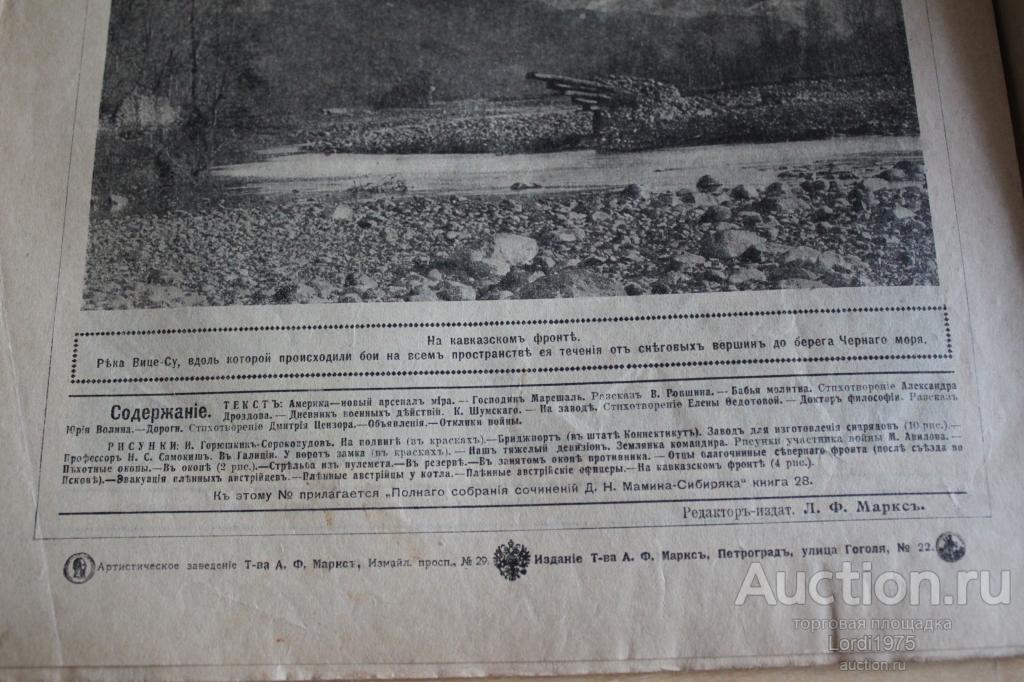 На кавказскомъ фронтѣ.
Рѣка Вице-Су, вдоль которой происходили бои на всемъ пространствѣ ея теченія отъ снѣговыхъ вершинъ до берега Чернаго моря.
Содержаніе. ТЕКСТЪ: Америка—новый арсеналъ міра.—Господинъ Марешаль. Разсказъ В. Ропшина.—Бабья молитва. Стихотвореніе Александра
Дроздова.—Дневникъ военныхъ дѣйствій. К. Шумскаго.—На заводѣ. Стихотвореніе Елены Ѳедотовой.—Докторъ философіи. Разсказъ
Юрія Волина.—Дороги. Стихотвореніе Дмитрія Цензора.—Объявленія.—Отклики войны.
РИСУНКИ: И. Горюшкинъ-Сорокопудовъ. На подвигъ (въ краскахъ).—Бриджпортъ (въ штатѣ Коннектикутъ). Заводъ для изготовленія снарядовъ (10 рис.).—
Профессоръ Н. С. Самокишъ. Въ Галиціи. У воротъ замка (въ краскахъ).—Нашъ тяжелый дивизіонъ. Землянка командира. Рисунки участника войны М. Авилова.—
Пѣхотные окопы.—Въ окопѣ (2 рис.).—Стрѣльба изъ пулемета.—Въ резервѣ.—Въ занятомъ окопѣ противника.—Отцы благочинные сѣвернаго фронта (послѣ съѣзда во
Псковѣ).—Эвакуація плѣнныхъ австрійцевъ.—Плѣнные австрійцы у котла.—Плѣнные австрійскіе офицеры.—На кавказскомъ фронтѣ (4 рис.).
Къ этому № прилагается „Полнаго собранія сочиненій Д. Н. Мамина-Сибиряка" книга 28.
Редакторъ-издат. Л. Ф. Марксъ.
Артистическое заведеніе Т-ва А. Ф. Марксъ, Измайл. просп., № 29. Изданіе Т-ва А. Ф. Марксъ, Петроградъ, улица Гоголя, № 22.
Auction.ru
торговая площадка
Lordi1975
auction.ru